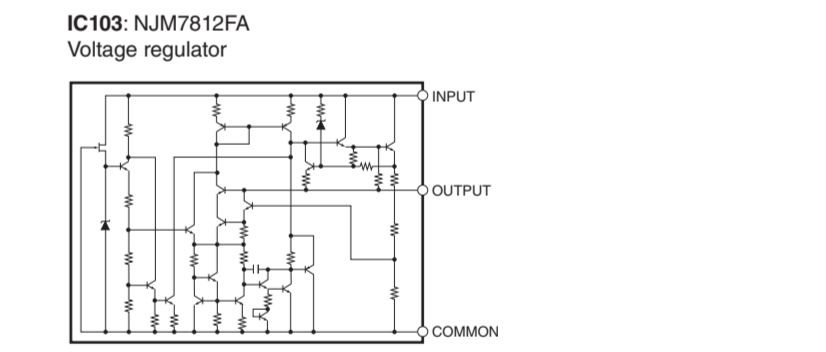 IC103: NJM7812FA
Voltage regulator
INPUT
OUTPUT
COMMON